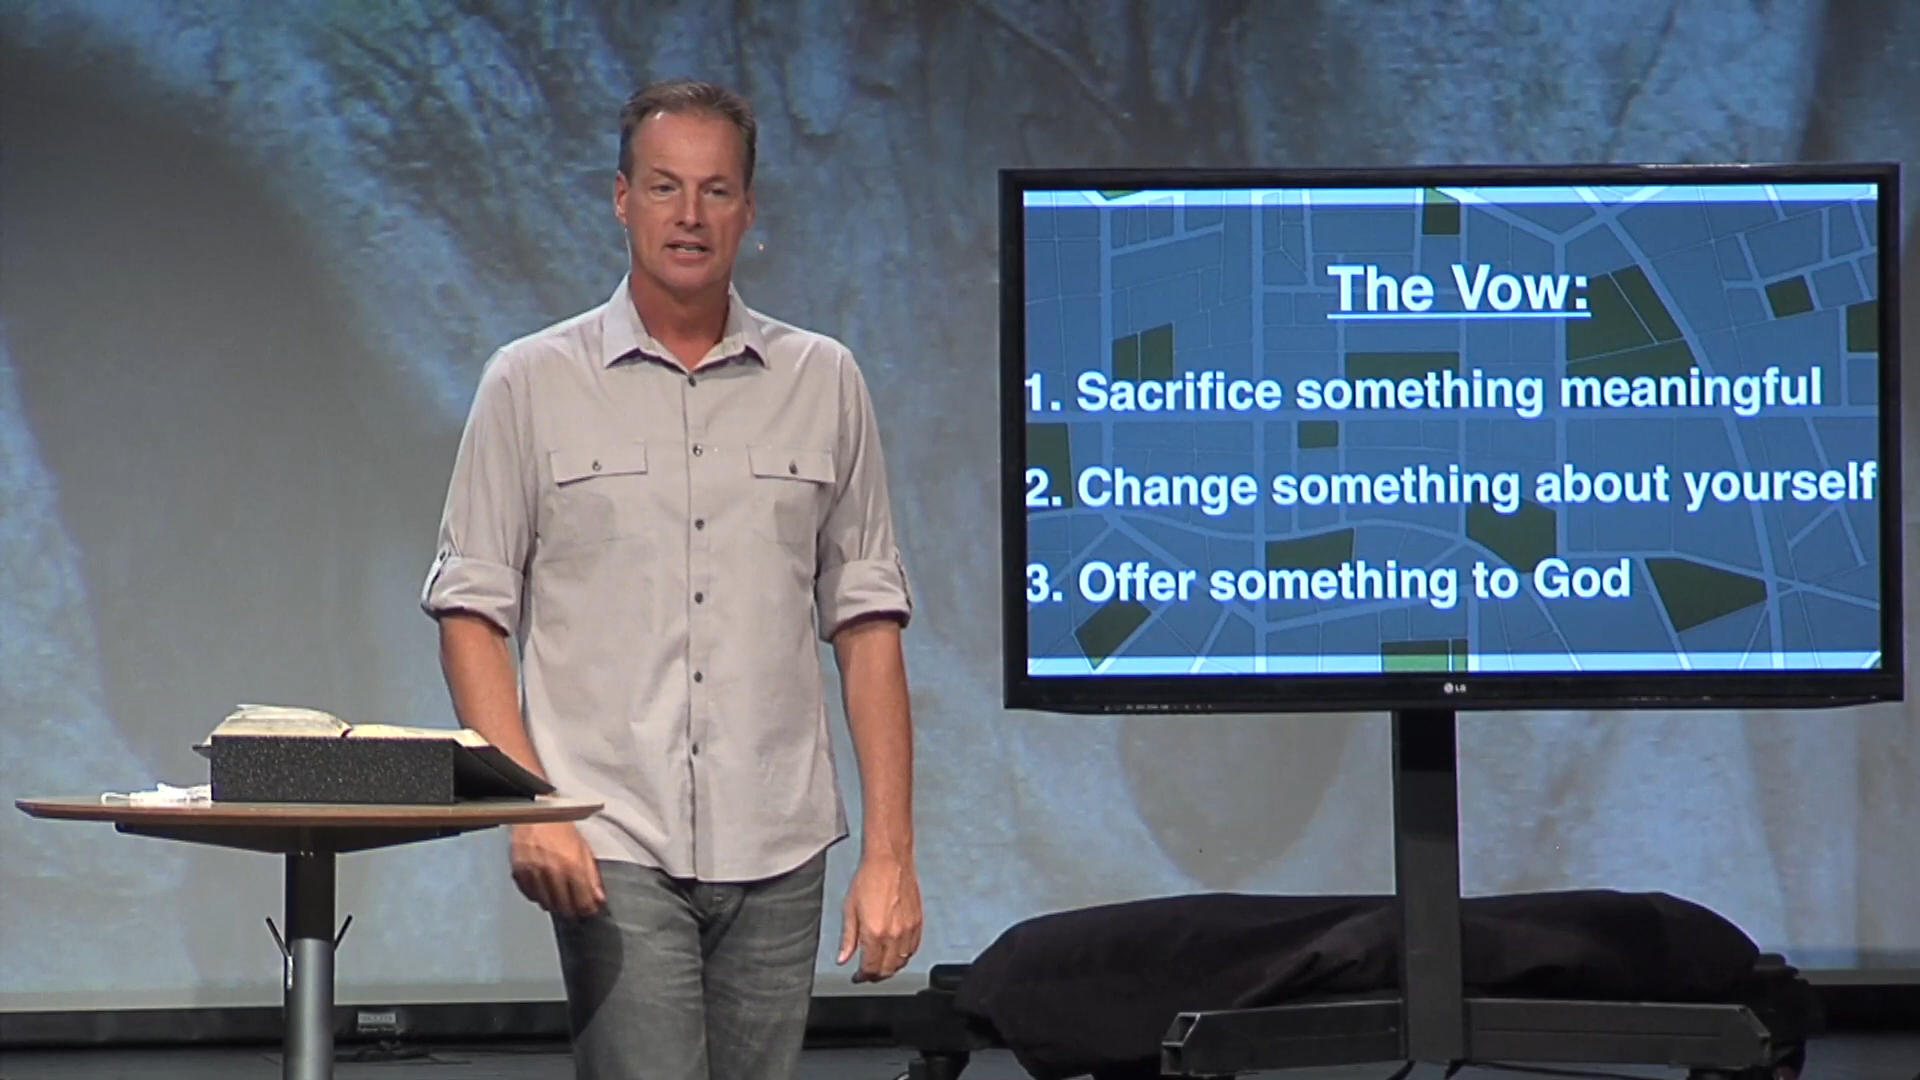 The Vow:
1. Sacrifice something meaningful
2. Change something about yourself
3. Offer something to God
LG